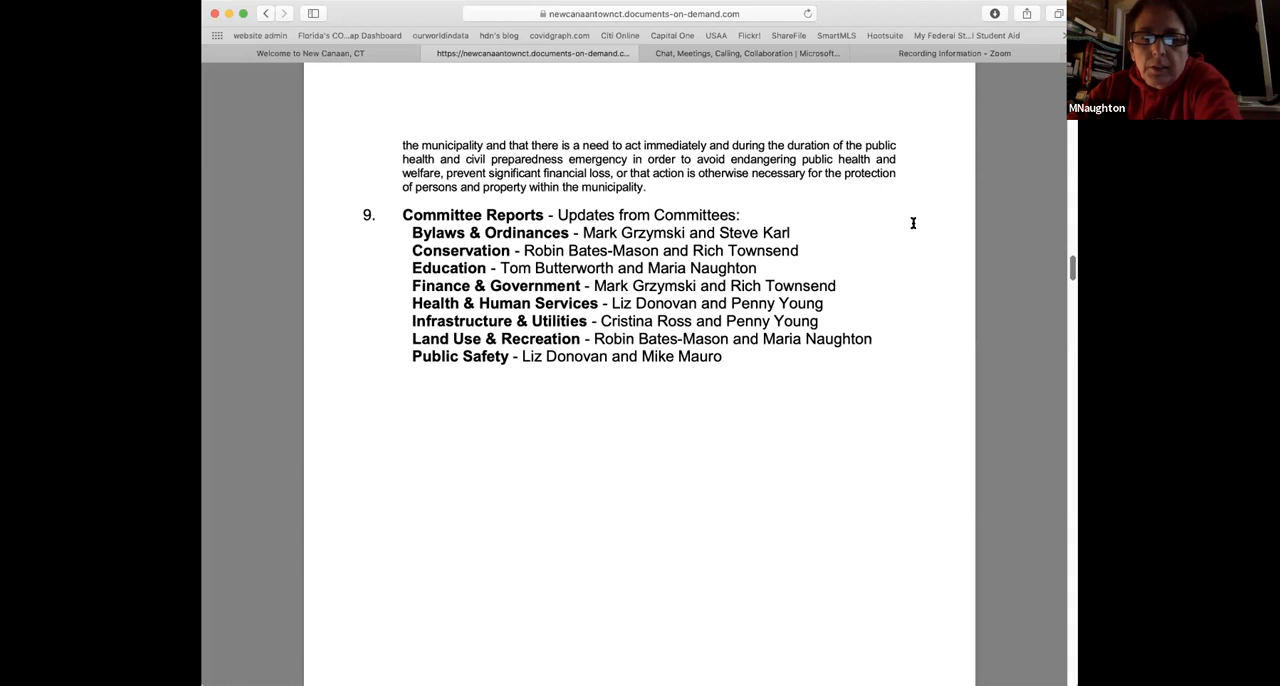 newcanaantownct.documents-on-demand.com
website admin Florida's CO...ap Dashboard ourworldindata hdn's blog covidgraph.com Citi Online Capital One USAA Flickr! ShareFile SmartMLS Hootsuite My Federal St...l Student Aid
Welcome to New Canaan, CT https://newcanaantownct.documents-on-demand.c... Chat, Meetings, Calling, Collaboration | Microsoft... Recording Information - Zoom
MNaughton
the municipality and that there is a need to act immediately and during the duration of the public
health and civil preparedness emergency in order to avoid endangering public health and
welfare, prevent significant financial loss, or that action is otherwise necessary for the protection
of persons and property within the municipality.
9. Committee Reports - Updates from Committees:
Bylaws & Ordinances - Mark Grzymski and Steve Karl
Conservation - Robin Bates-Mason and Rich Townsend
Education - Tom Butterworth and Maria Naughton
Finance & Government - Mark Grzymski and Rich Townsend
Health & Human Services - Liz Donovan and Penny Young
Infrastructure & Utilities - Cristina Ross and Penny Young
Land Use & Recreation - Robin Bates-Mason and Maria Naughton
Public Safety - Liz Donovan and Mike Mauro